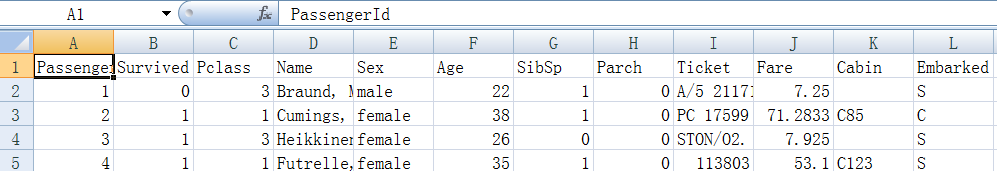 A1 fx PassengerId
A B C D E F G H I J K L
1 Passenger Survived Pclass Name Sex Age SibSp Parch Ticket Fare Cabin Embarked
2 1 0 3 Braund, M male 22 1 0 A/5 21171 7.25 S
3 2 1 1 Cumings, female 38 1 0 PC 17599 71.2833 C85 C
4 3 1 3 Heikkinen female 26 0 0 STON/O2. 7.925 S
5 4 1 1 Futrelle, female 35 1 0 113803 53.1 C123 S